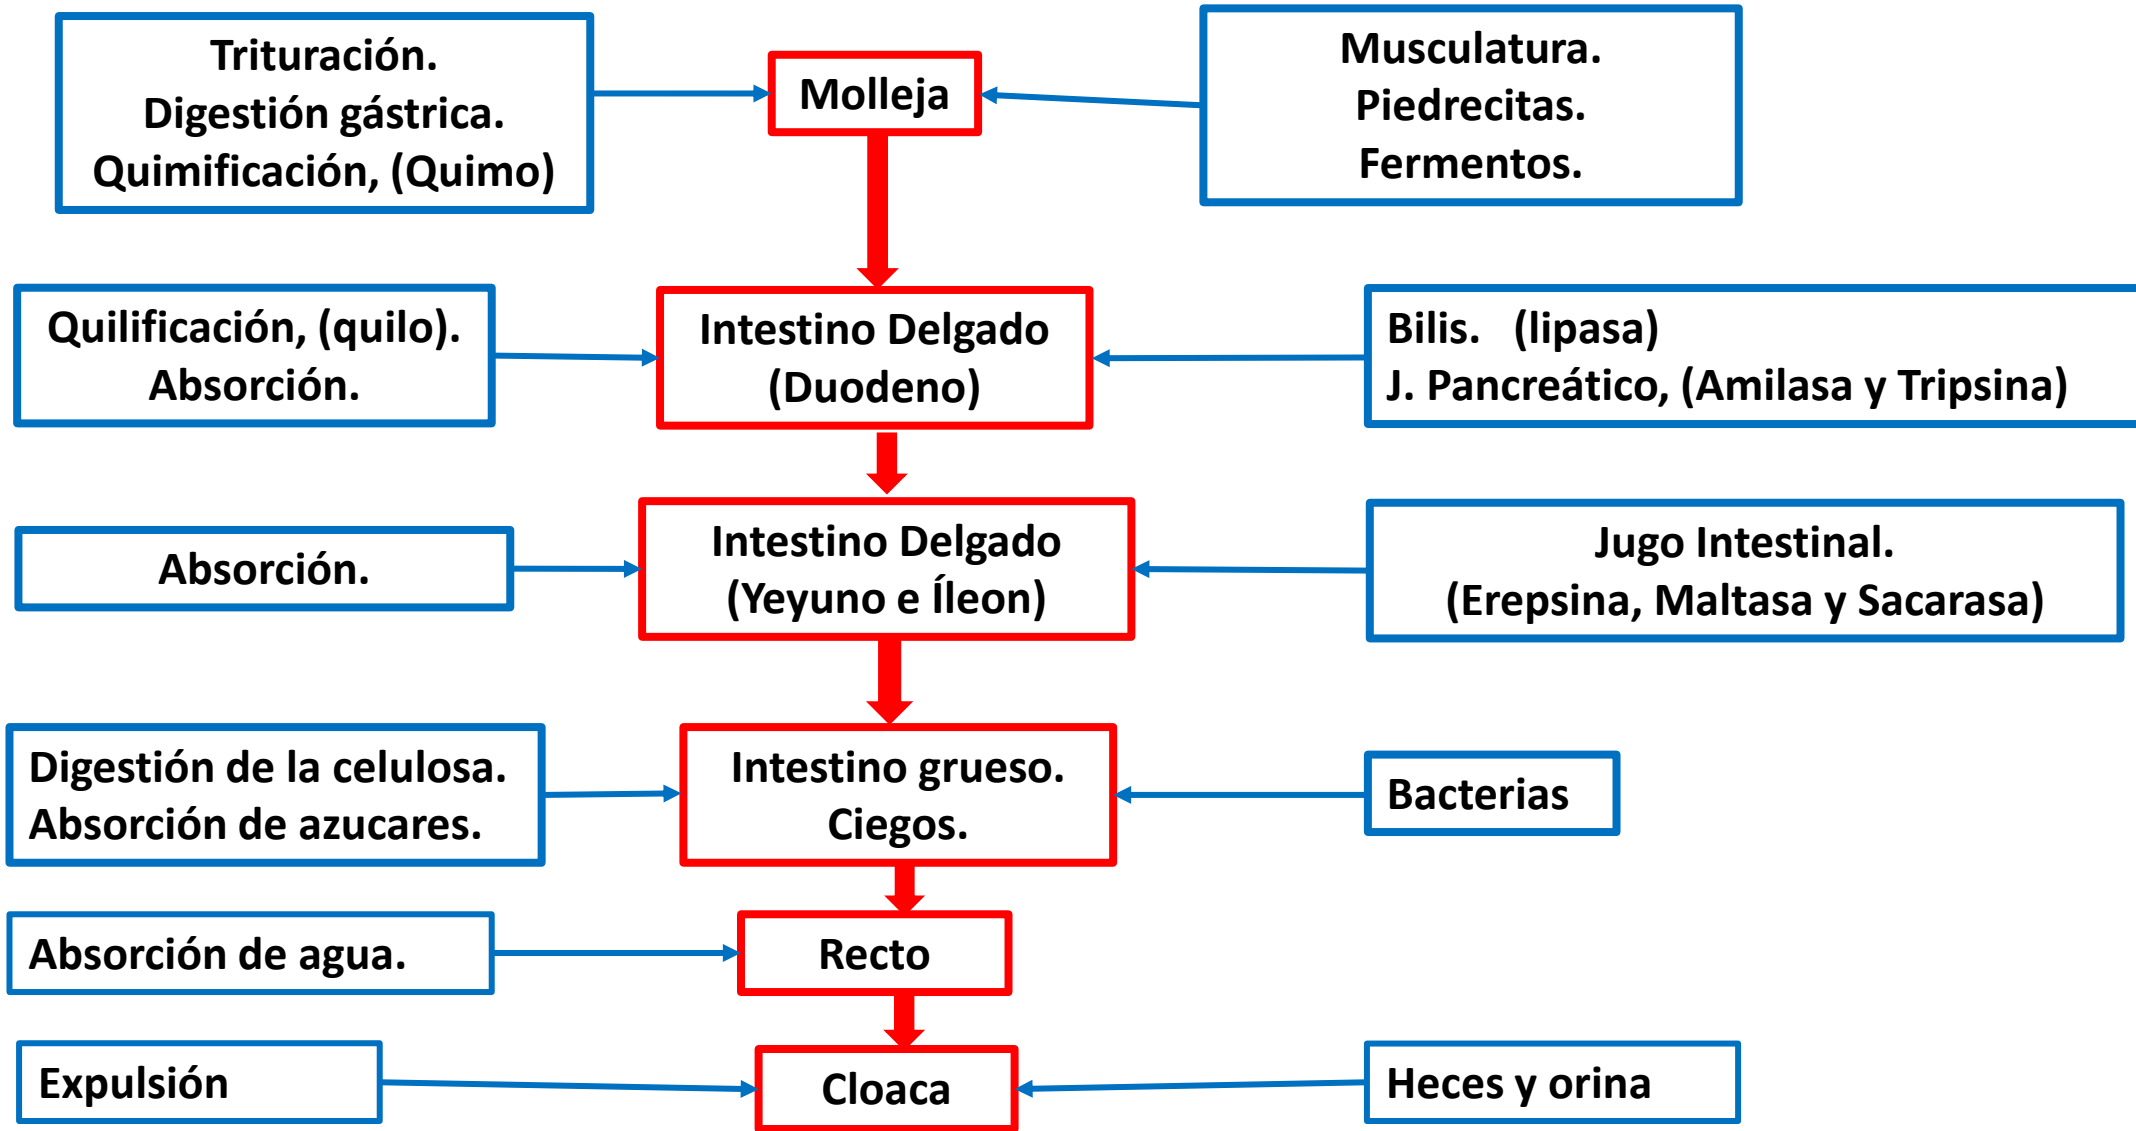 Trituración.
Digestión gástrica.
Quimificación, (Quimo)
Molleja
Musculatura.
Piedrecitas.
Fermentos.
Quilificación, (quilo).
Absorción.
Intestino Delgado
(Duodeno)
Bilis. (lipasa)
J. Pancreático, (Amilasa y Tripsina)
Absorción.
Intestino Delgado
(Yeyuno e Íleon)
Jugo Intestinal.
(Erepsina, Maltasa y Sacarasa)
Digestión de la celulosa.
Absorción de azucares.
Intestino grueso.
Ciegos.
Bacterias
Absorción de agua.
Recto
Expulsión
Cloaca
Heces y orina